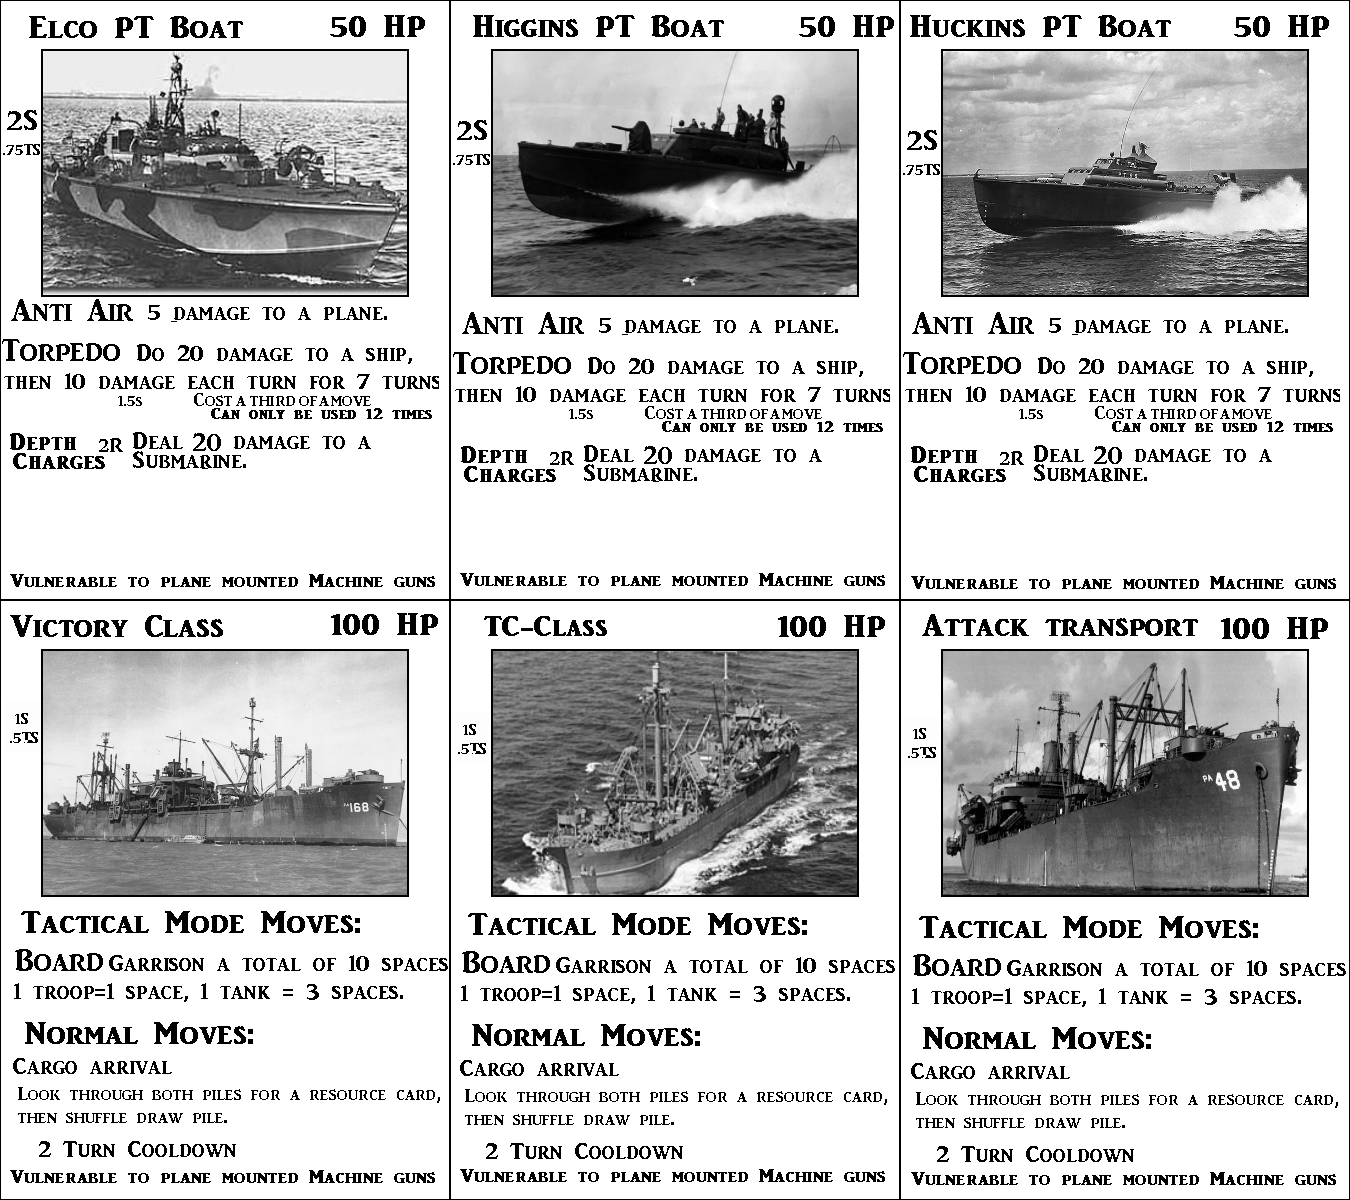 Elco PT Boat 50 HP
2S
.75TS
Anti Air 5 damage to a plane.
Torpedo Do 20 damage to a ship,
then 10 damage each turn for 7 turns
1.5s Cost a third of a move
Can only be used 12 times
Depth Charges 2R Deal 20 damage to a Submarine.
Vulnerable to plane mounted Machine guns
Higgins PT Boat 50 HP
2S
.75TS
Anti Air 5 damage to a plane.
Torpedo Do 20 damage to a ship,
then 10 damage each turn for 7 turns
1.5s Cost a third of a move
Can only be used 12 times
Depth Charges 2R Deal 20 damage to a Submarine.
Vulnerable to plane mounted Machine guns
Huckins PT Boat 50 HP
2S
.75TS
Anti Air 5 damage to a plane.
Torpedo Do 20 damage to a ship,
then 10 damage each turn for 7 turns
1.5s Cost a third of a move
Can only be used 12 times
Depth Charges 2R Deal 20 damage to a Submarine.
Vulnerable to plane mounted Machine guns
Victory Class 100 HP
1S
.5TS
PA 168
Tactical Mode Moves:
Board Garrison a total of 10 spaces
1 troop=1 space, 1 tank = 3 spaces.
Normal Moves:
Cargo arrival
Look through both piles for a resource card,
then shuffle draw pile.
2 Turn Cooldown
Vulnerable to plane mounted Machine guns
TC-Class 100 HP
1S
.5TS
Tactical Mode Moves:
Board Garrison a total of 10 spaces
1 troop=1 space, 1 tank = 3 spaces.
Normal Moves:
Cargo arrival
Look through both piles for a resource card,
then shuffle draw pile.
2 Turn Cooldown
Vulnerable to plane mounted Machine guns
Attack transport 100 HP
1S
.5TS
PA 48
Tactical Mode Moves:
Board Garrison a total of 10 spaces
1 troop=1 space, 1 tank = 3 spaces.
Normal Moves:
Cargo arrival
Look through both piles for a resource card,
then shuffle draw pile.
2 Turn Cooldown
Vulnerable to plane mounted Machine guns